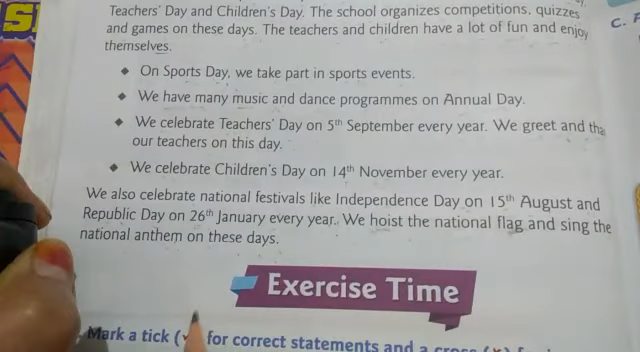 Teachers' Day and Children's Day. The school organizes competitions, quizzes
and games on these days. The teachers and children have a lot of fun and enjoy
themselves.
◆ On Sports Day, we take part in sports events.
◆ We have many music and dance programmes on Annual Day.
◆ We celebrate Teachers' Day on 5th September every year. We greet and
our teachers on this day.
◆ We celebrate Children's Day on 14th November every year.
We also celebrate national festivals like Independence Day on 15th August and
Republic Day on 26th January every year. We hoist the national flag and sing the
national anthem on these days.
Exercise Time
Mark a tick ( for correct statements and a cross
C.